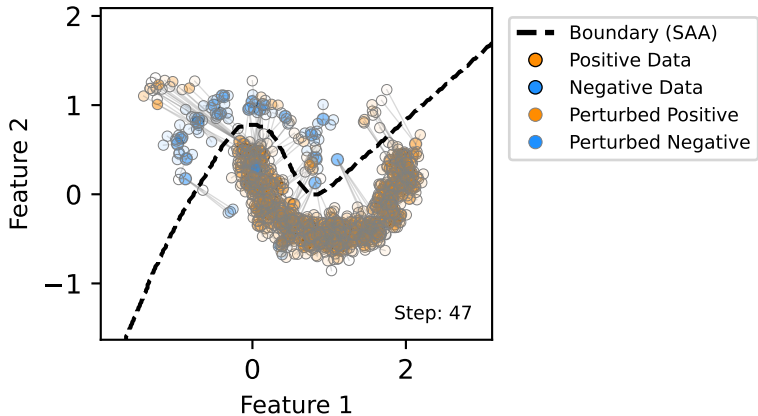 2
1
0
−1
0
2
Feature 2
Feature 1
Step: 47
Boundary (SAA)
Positive Data
Negative Data
Perturbed Positive
Perturbed Negative